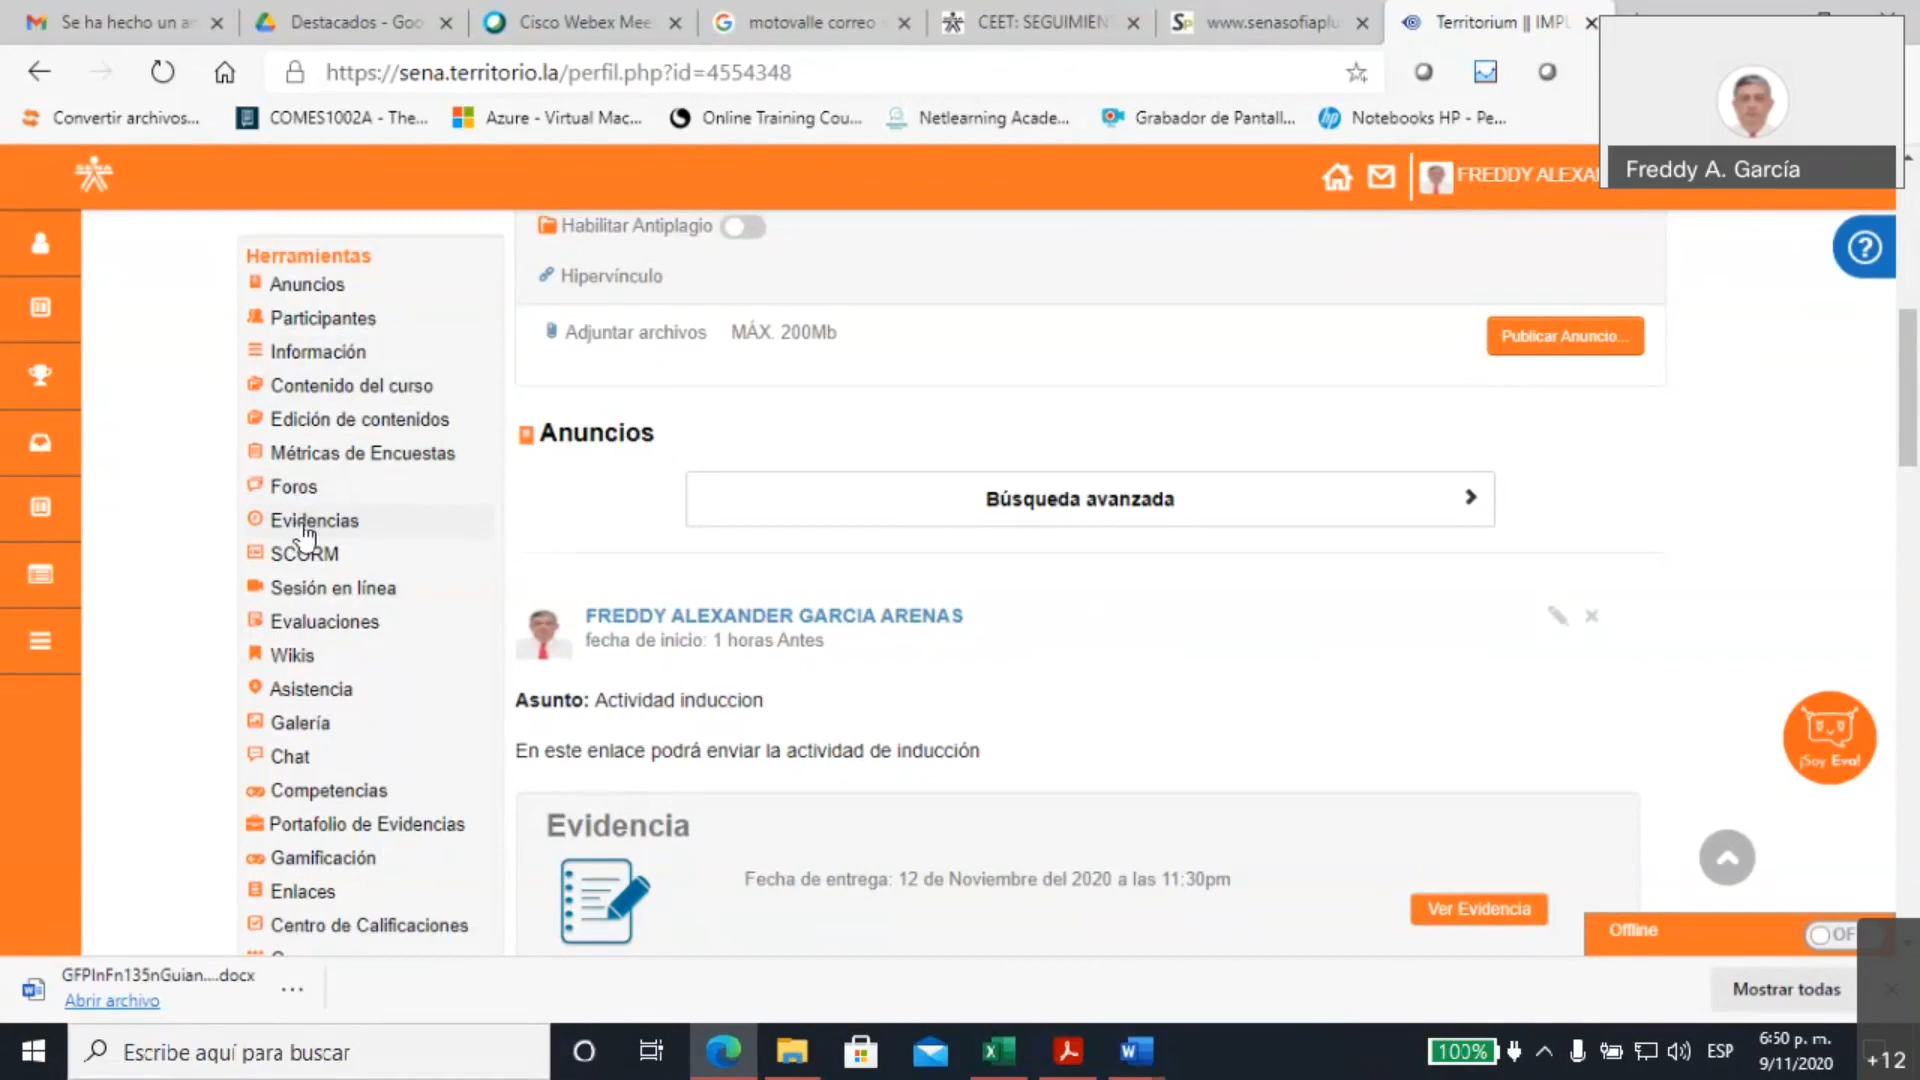 Se ha hecho un a
Destacados - Goo
Cisco Webex Mee
motovalle correo
CEET: SEGUIMIEN
www.senasofiaplu
Territorium || IMPL
https://sena.territorio.la/perfil.php?id=4554348
Convertir archivos...
COMES1002A - The...
Azure - Virtual Mac...
Online Training Cou...
Netlearning Acade...
Grabador de Pantall...
Notebooks HP - Pe...
Freddy A. García
SENA
FREDDY ALEXA
Herramientas
Anuncios
Participantes
Información
Contenido del curso
Edición de contenidos
Métricas de Encuestas
Foros
Evidencias
SCORM
Sesión en línea
Evaluaciones
Wikis
Asistencia
Galería
Chat
Competencias
Portafolio de Evidencias
Gamificación
Enlaces
Centro de Calificaciones
Habilitar Antiplagio
Hipervínculo
Adjuntar archivos MÁX. 200Mb
Publicar Anuncio...
Anuncios
Búsqueda avanzada
FREDDY ALEXANDER GARCIA ARENAS
fecha de inicio: 1 horas Antes
Asunto: Actividad induccion
En este enlace podrá enviar la actividad de inducción
Evidencia
Fecha de entrega: 12 de Noviembre del 2020 a las 11:30pm
Ver Evidencia
¡Soy Eva!
Offline
OF
GFPInFn135nGuian....docx
Abrir archivo
Mostrar todas
Escribe aquí para buscar
100%
ESP
6:50 p. m.
9/11/2020
+12